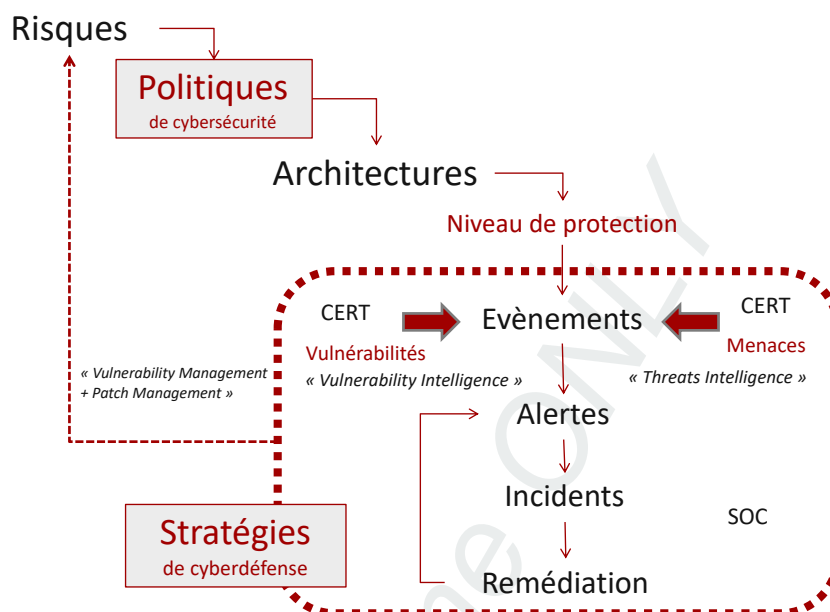 Risques
Politiques
de cybersécurité
Architectures
Niveau de protection
CERT
Evènements
CERT
Vulnérabilités
Menaces
« Vulnerability Management
+ Patch Management »
« Vulnerability Intelligence »
« Threats Intelligence »
Alertes
Incidents
SOC
Stratégies
de cyberdéfense
Remédiation
ONLY